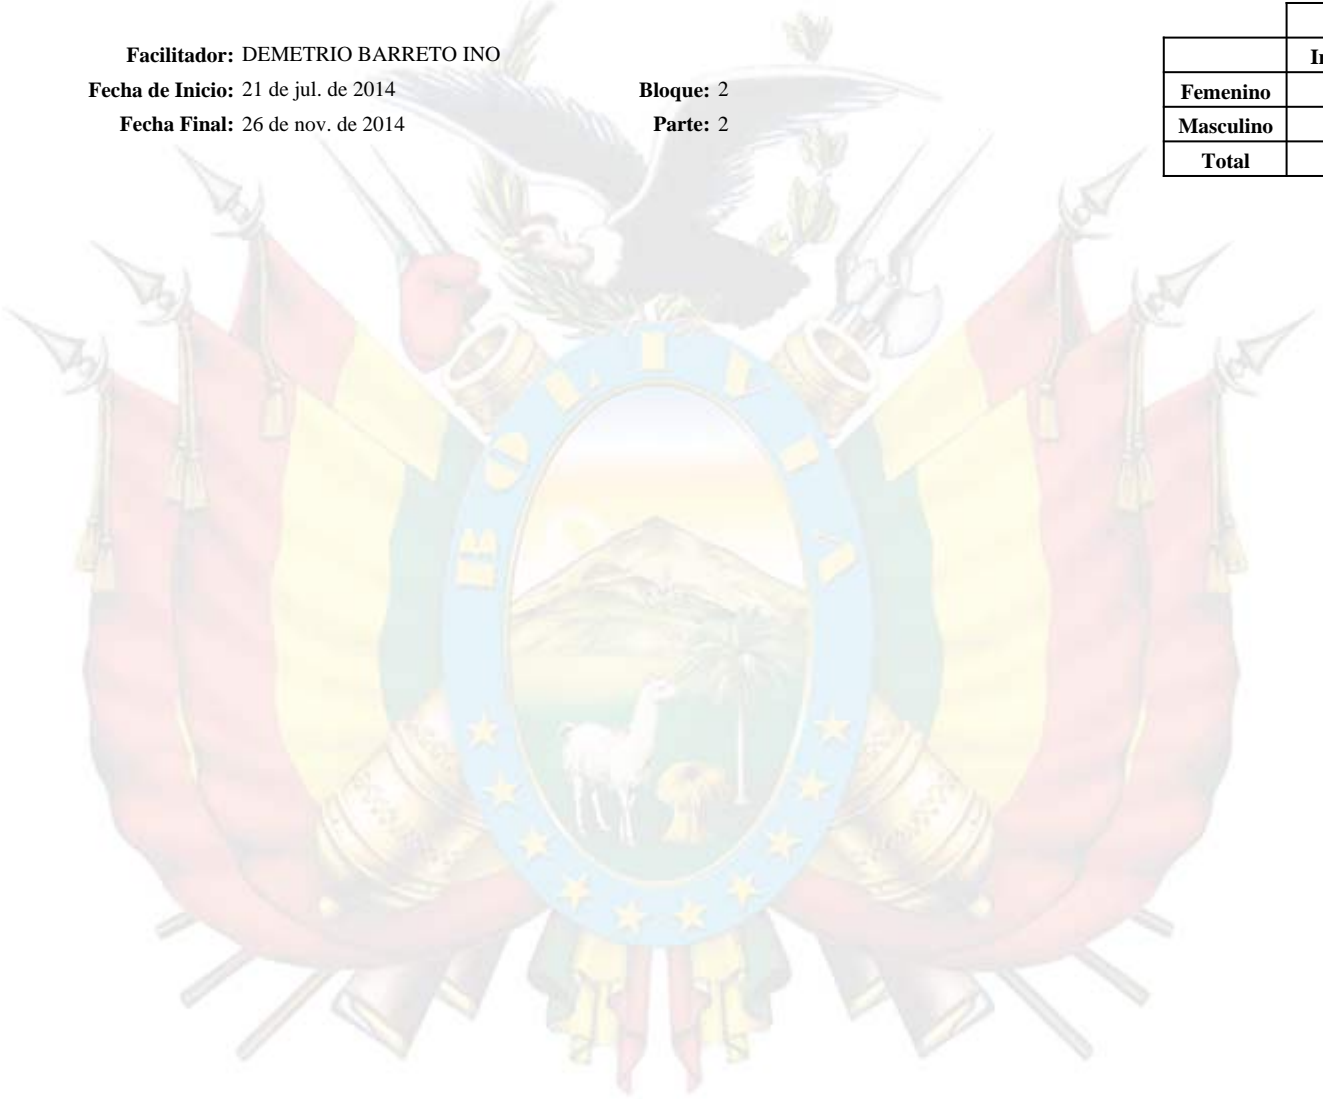 Facilitador: DEMETRIO BARRETO INO
Fecha de Inicio: 21 de jul. de 2014 Bloque: 2
Fecha Final: 26 de nov. de 2014 Parte: 2
Femenino
Masculino
Total
BOLIVIA